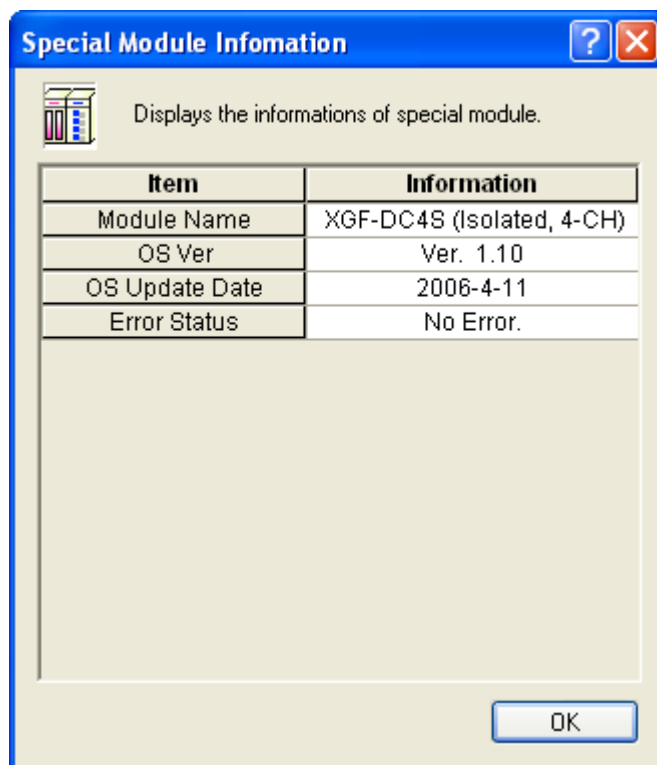 Special Module Infomation
Displays the informations of special module.
Item Information
Module Name XGF-DC4S (Isolated, 4-CH)
OS Ver Ver. 1.10
OS Update Date 2006-4-11
Error Status No Error.
OK